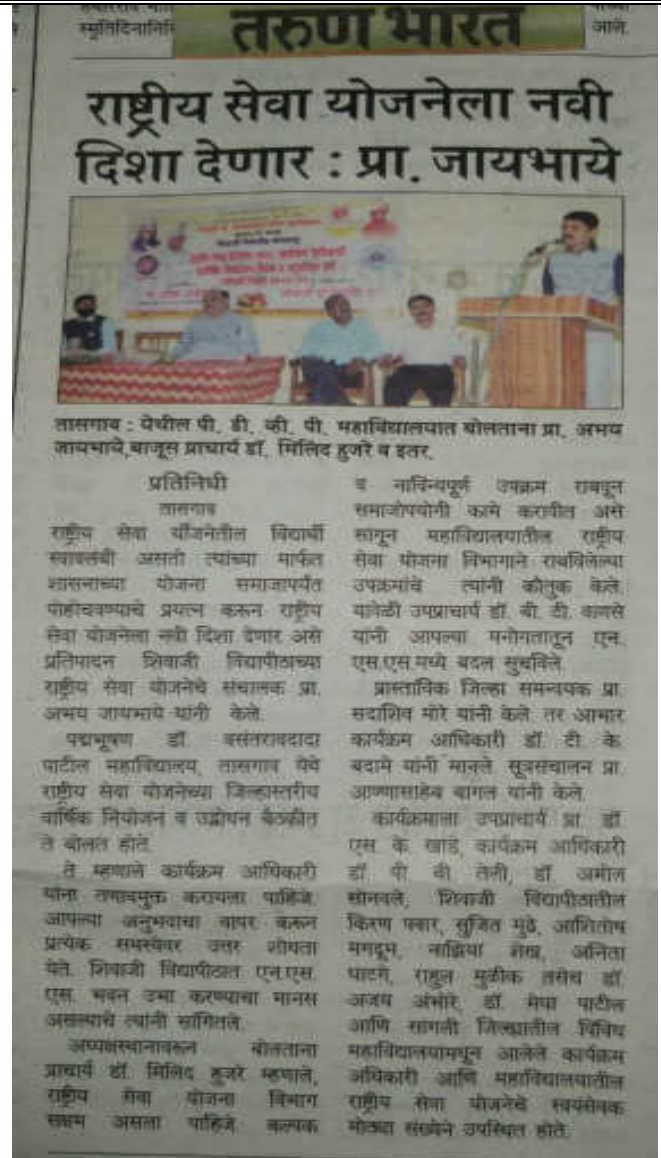 स्मृतिदिनानि
आले.
तरुण भारत
राष्ट्रीय सेवा योजनेला नवी
दिशा देणार : प्रा. जायभाये
तासगाव : येथील पी. डी. व्ही. पी. महाविद्यालयात बोलताना प्रा. अभय
जायभाये,बाजूस प्राचार्य डॉ. मिलिंद हुजरे व इतर.
प्रतिनिधी
तासगाव
राष्ट्रीय सेवा योजनेतील विद्यार्थी
स्वावलंबी असती त्यांच्या मार्फत
शासनाच्या योजना समाजापर्यंत
पोहोचवण्याचे प्रयत्न करून राष्ट्रीय
सेवा योजनेला नवी दिशा देणार असे
प्रतिपादन शिवाजी विद्यापीठाच्या
राष्ट्रीय सेवा योजनेचे संचालक प्रा.
अभय जायभाये यांनी केले.
पद्मभूषण डॉ वसंतरावदादा
पाटील महाविद्यालय, तासगाव येथे
राष्ट्रीय सेवा योजनेच्या जिल्हास्तरीय
वार्षिक नियोजन व उद्बोधन बैठकीत
ते बोलत होते.
ते म्हणाले कार्यक्रम आधिकारी
यांना तणावमुक्त करायला पाहिजे.
आपल्या अनुभवाचा वापर करून
प्रत्येक समस्येवर उत्तर शोधता
येते. शिवाजी विद्यापीठात एन.एस.
एस. भवन उभा करण्याचा मानस
असल्याचे त्यांनी सांगितले.
अध्यक्षस्थानावरून बोलताना
प्राचार्य डॉ. मिलिंद हुजरे म्हणाले,
राष्ट्रीय सेवा योजना विभाग
सक्षम असला पाहिजे कल्पक
व नाविन्यपूर्ण उपक्रम राबवून
समाजोपयोगी कामे करावीत असे
सांगून महाविद्यालयातील राष्ट्रीय
सेवा योजना विभागाने राबविलेल्या
उपक्रमांचे त्यांनी कौतुक केले.
यावेळी उपप्राचार्य डॉ. बी. टी. कणसे
यांनी आपल्या मनोगतातून एन.
एस.एस मध्ये बदल सुचविले.
प्रास्ताविक जिल्हा समन्वयक प्रा.
सदाशिव मोरे यांनी केले. तर आभार
कार्यक्रम आधिकारी डॉ. टी. के.
बदामे यांनी मानले. सूत्रसंचालन प्रा.
आण्णासाहेब बागल यांनी केले.
कार्यक्रमाला उपप्राचार्य प्रा. डॉ.
एस. के. खाडे, कार्यक्रम आधिकारी
डॉ. पी. बी. तेली, डॉ. अमोल
सोनवले, शिवाजी विद्यापीठातील
किरण पवार, सुजित मुंढे, आशितोष
मगदूम, नाझिया शेख, अनिता
घाटगे, राहुल मुळीक तसेच डॉ.
अजय अंभोरे, डॉ. मेघा पाटील
आणि सांगली जिल्ह्यातील विविध
महाविद्यालयामधून आलेले कार्यक्रम
अधिकारी आणि महाविद्यालयातील
राष्ट्रीय सेवा योजनेचे स्वयंसेवक
मोठ्या संख्येने उपस्थित होते.